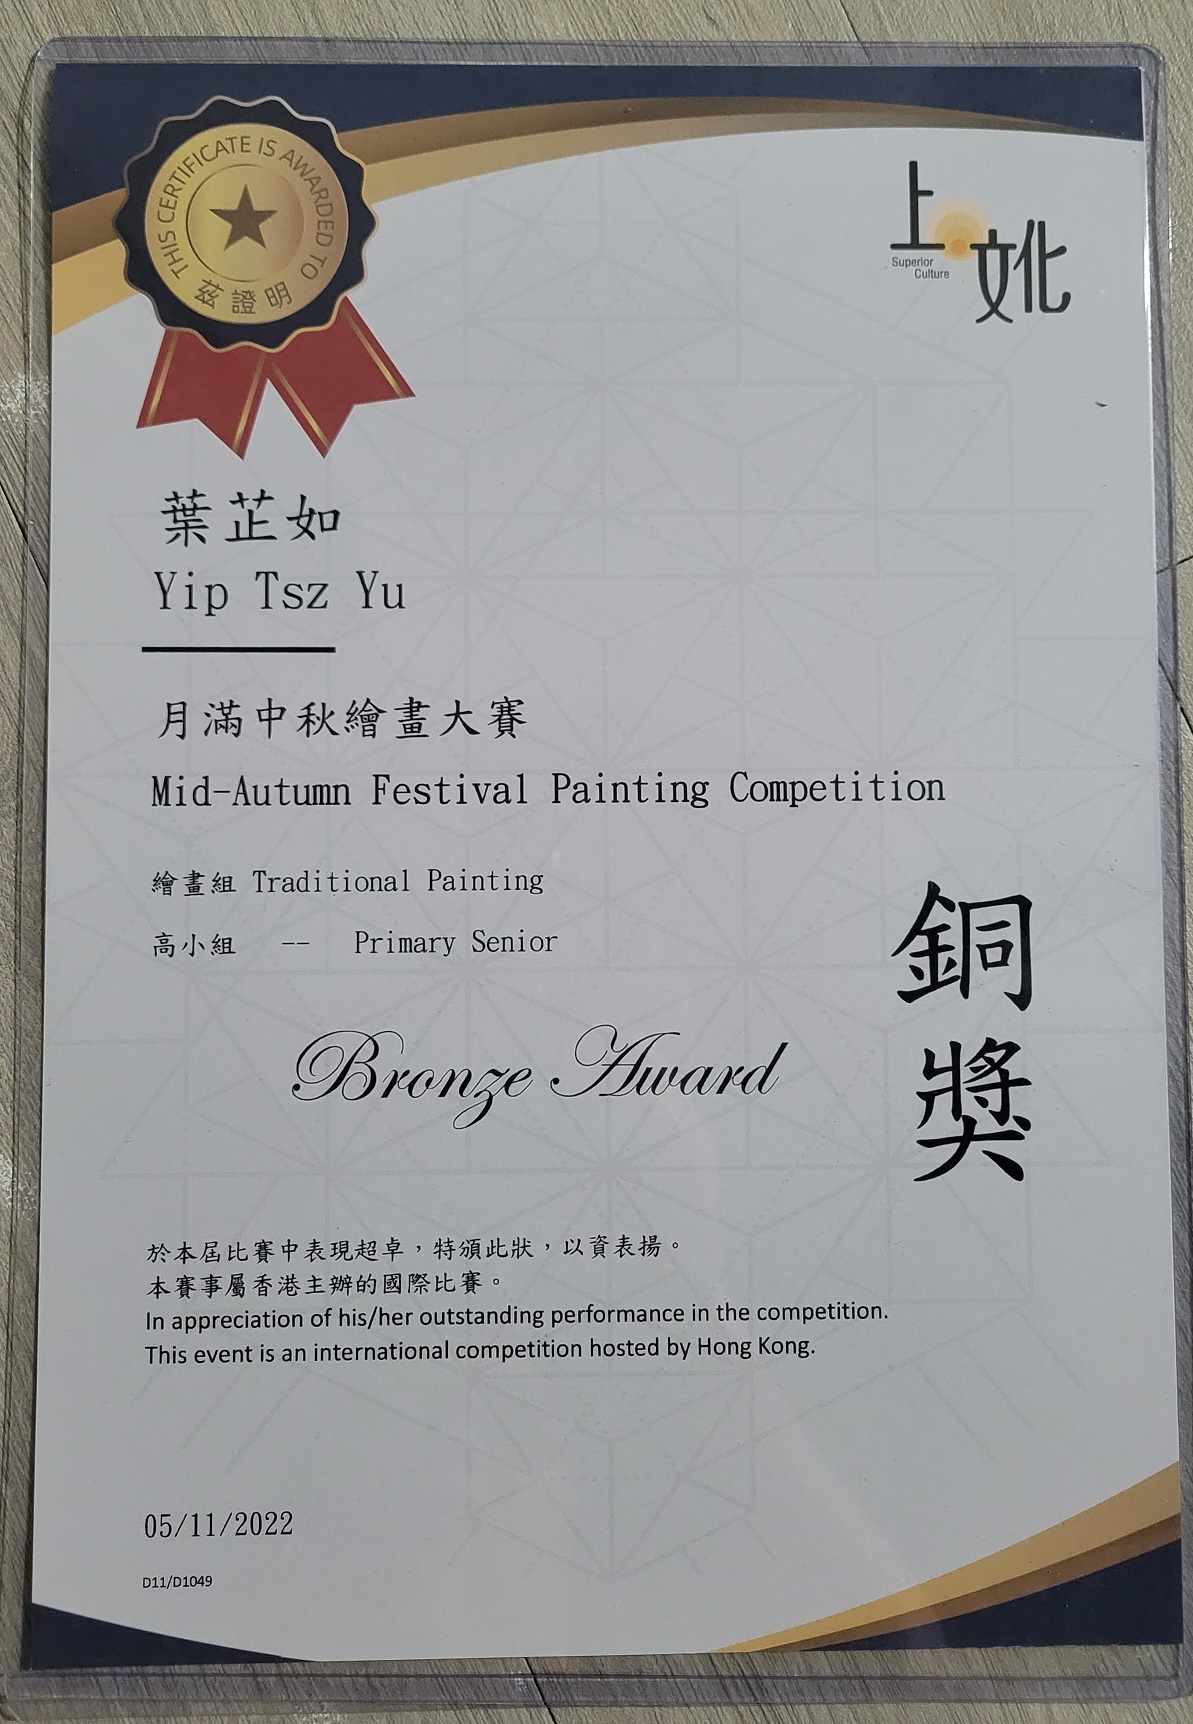 THIS CERTIFICATE IS AWARDED TO
茲證明
上文化
Superior
Culture
葉芷如
Yip Tsz Yu
月滿中秋繪畫大賽
Mid-Autumn Festival Painting Competition
繪畫組 Traditional Painting
高小組 -- Primary Senior
銅獎
Bronze Award
於本屆比賽中表現超卓，特頒此狀，以資表揚。
本賽事屬香港主辦的國際比賽。
In appreciation of his/her outstanding performance in the competition.
This event is an international competition hosted by Hong Kong.
05/11/2022
D11/D1049